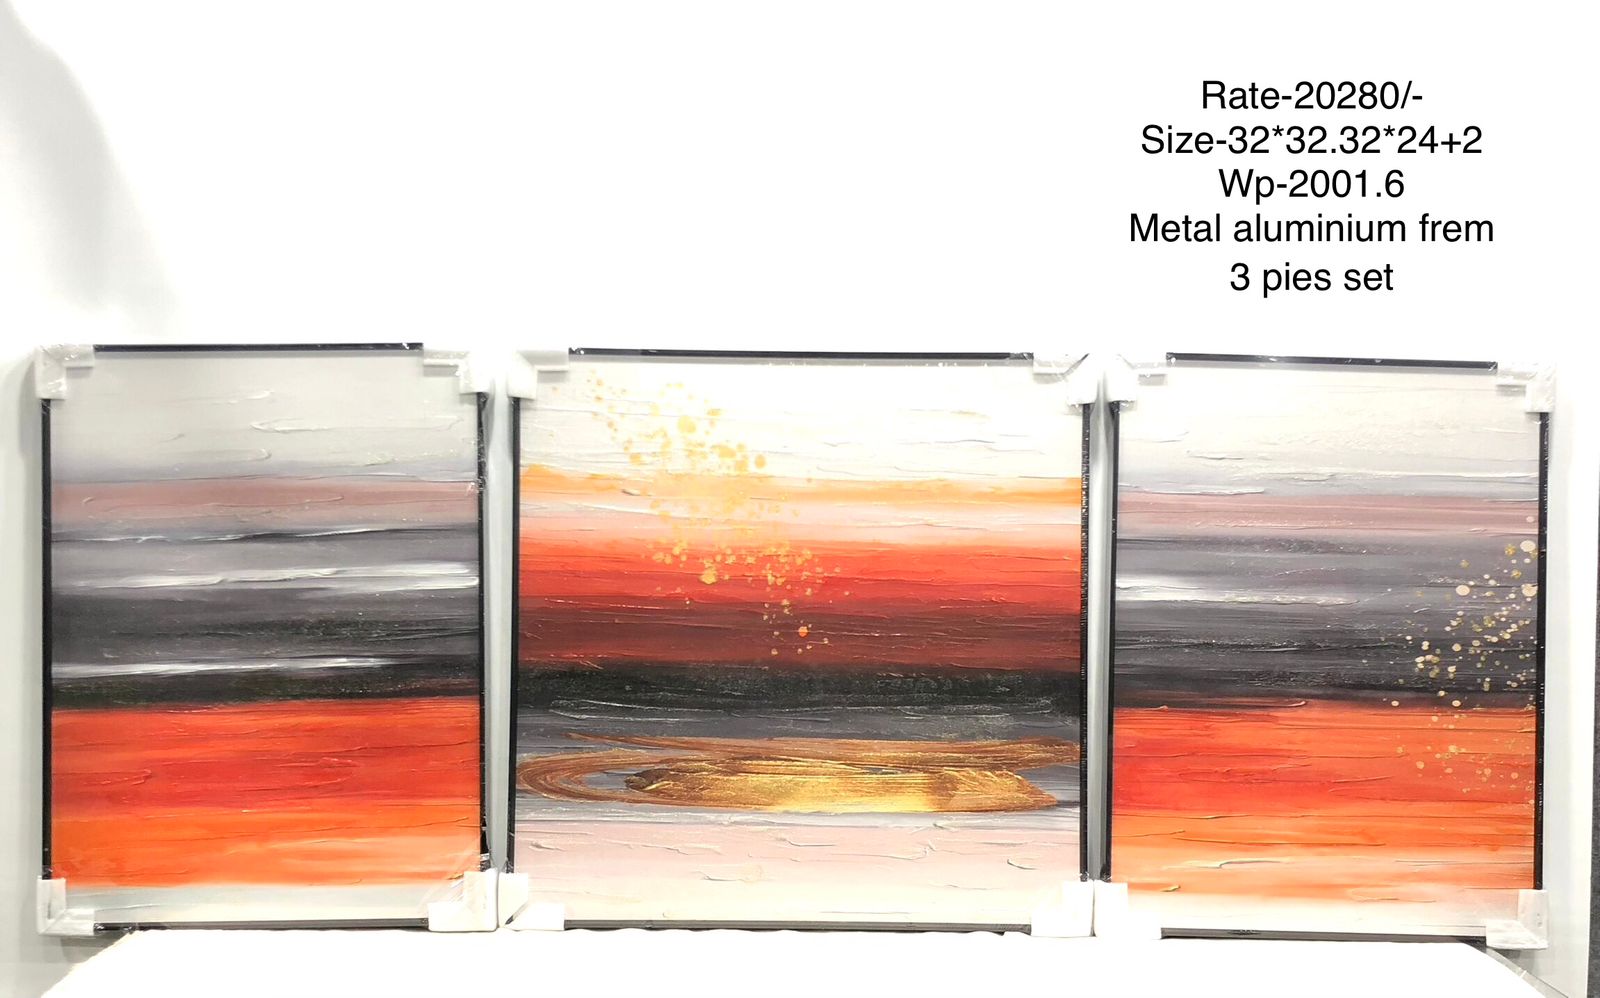 Rate-20280/-
Size-32*32.32*24+2
Wp-2001.6
Metal aluminium frem
3 pies set